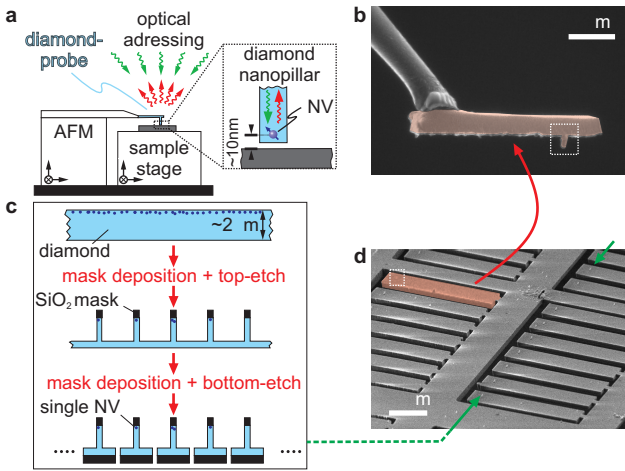 a
optical
adressing
diamond-
probe
diamond
nanopillar
NV
~10nm
AFM
sample
stage
b
m
c
~2 m
diamond
mask deposition + top-etch
SiO2 mask
mask deposition + bottom-etch
single NV
d
m